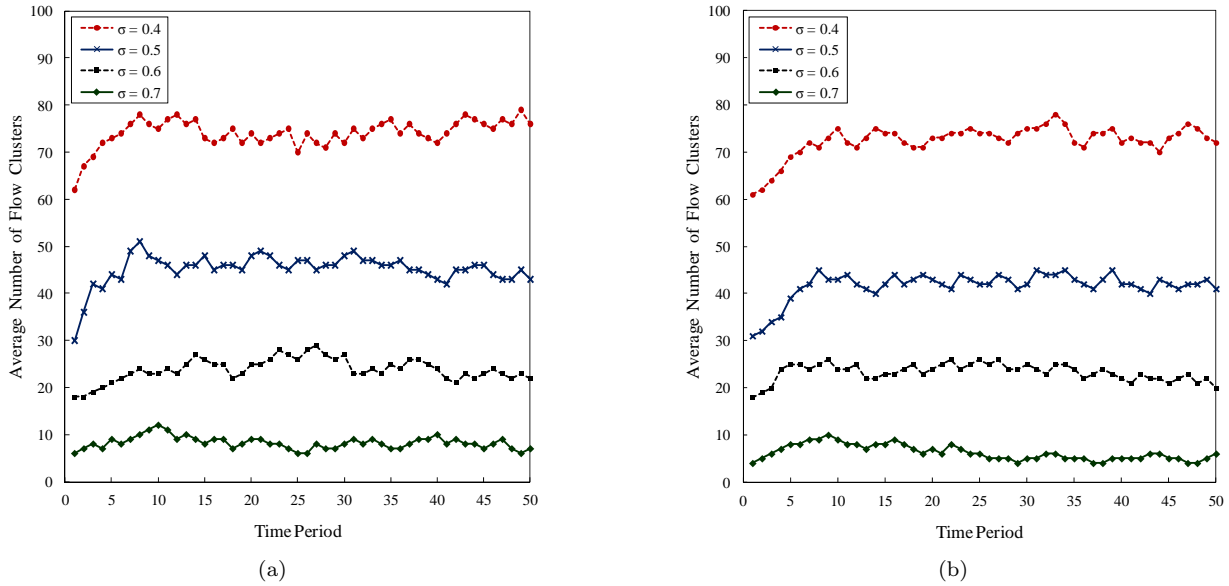 100
90
80
70
60
50
40
30
20
10
0
0 5 10 15 20 25 30 35 40 45 50
Average Number of Flow Clusters
Time Period
σ = 0.4
σ = 0.5
σ = 0.6
σ = 0.7
(a)
100
90
80
70
60
50
40
30
20
10
0
0 5 10 15 20 25 30 35 40 45 50
Average Number of Flow Clusters
Time Period
σ = 0.4
σ = 0.5
σ = 0.6
σ = 0.7
(b)